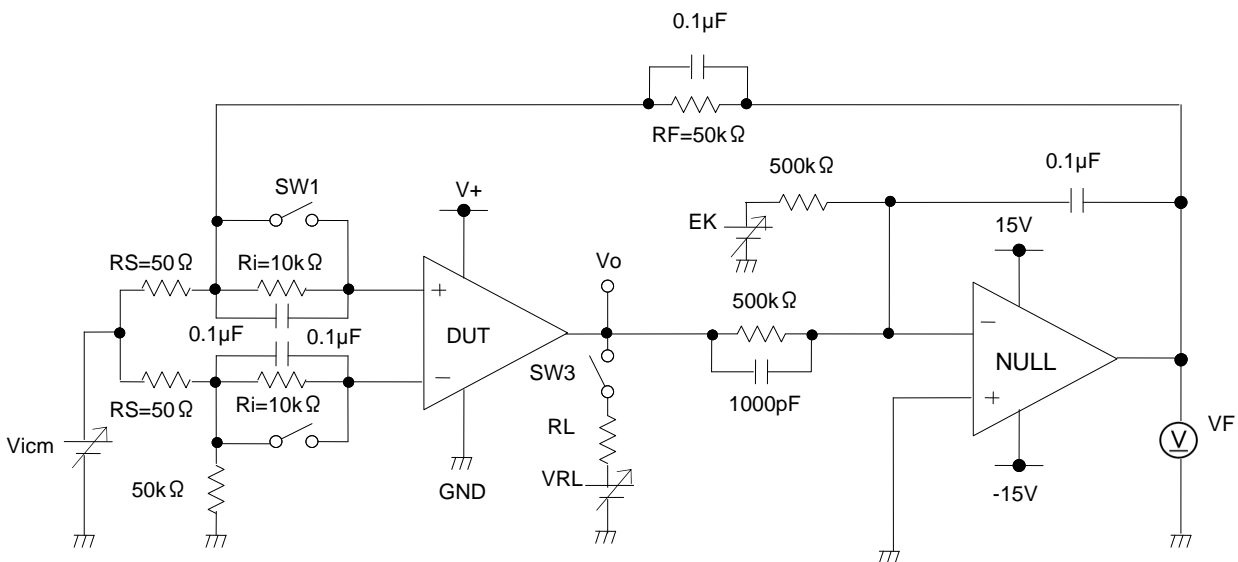 0.1µF
RF=50kΩ
500kΩ
0.1µF
SW1
V+
EK
15V
RS=50Ω
Ri=10kΩ
Vo
500kΩ
+
0.1µF
0.1µF
DUT
−
NULL
−
SW3
1000pF
+
RS=50Ω
Ri=10kΩ
RL
V
VF
Vicm
VRL
50kΩ
GND
-15V